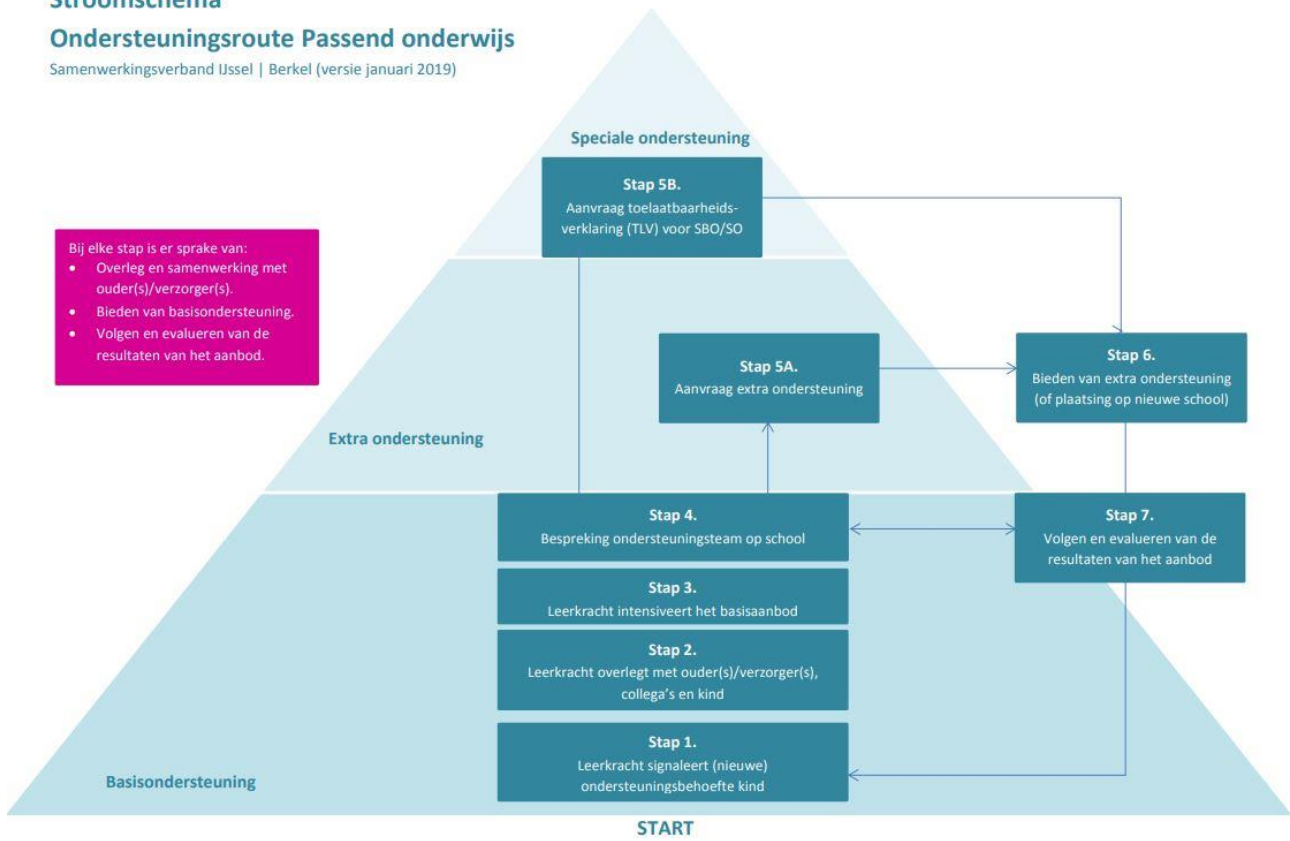 Stroomschema
Ondersteuningsroute Passend onderwijs
Samenwerkingsverband IJssel | Berkel (versie januari 2019)
Speciale ondersteuning
Stap 5B.
Aanvraag toelaatbaarheids-
verklaring (TLV) voor SBO/SO
Bij elke stap is er sprake van:
• Overleg en samenwerking met
ouder(s)/verzorger(s).
• Bieden van basisondersteuning.
• Volgen en evalueren van de
resultaten van het aanbod.
Stap 5A.
Aanvraag extra ondersteuning
Stap 6.
Bieden van extra ondersteuning
(of plaatsing op nieuwe school)
Extra ondersteuning
Stap 4.
Bespreking ondersteuningsteam op school
Stap 7.
Volgen en evalueren van de
resultaten van het aanbod
Stap 3.
Leerkracht intensiveert het basisaanbod
Stap 2.
Leerkracht overlegt met ouder(s)/verzorger(s),
collega's en kind
Stap 1.
Leerkracht signaleert (nieuwe)
ondersteuningsbehoefte kind
Basisondersteuning
START